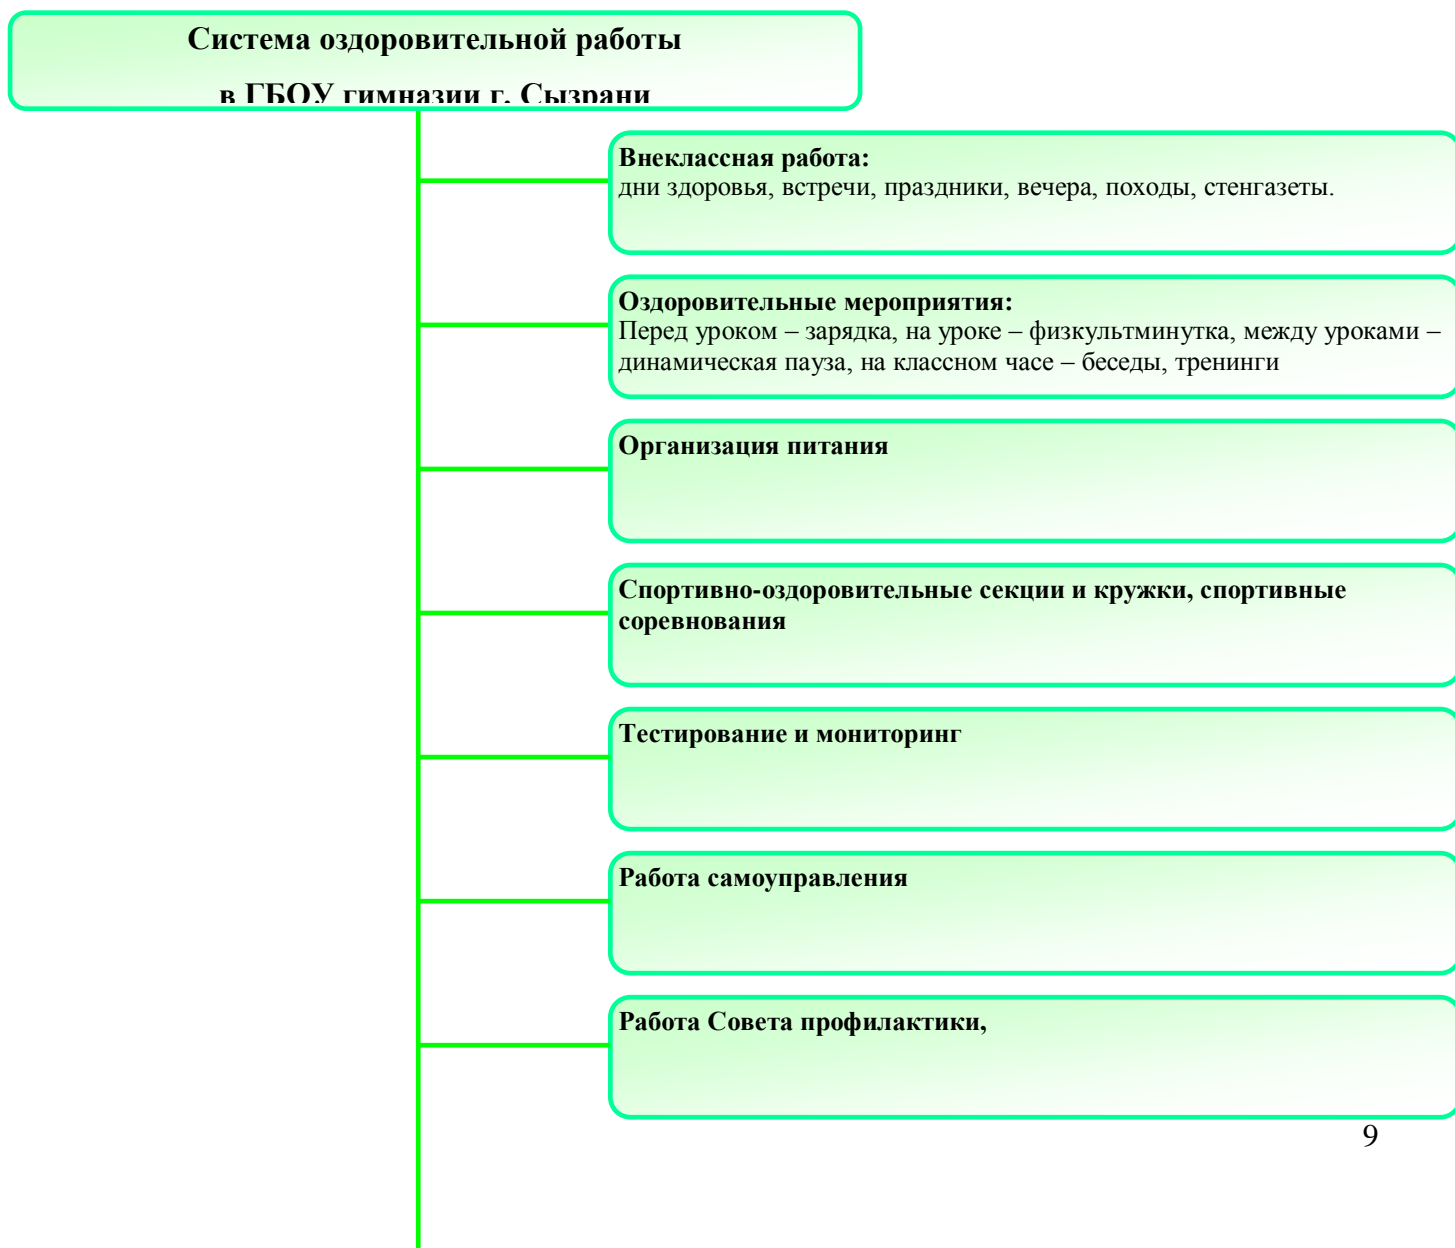 Система оздоровительной работы
в ГБОУ гимназии г. Сызрани
Внеклассная работа:
дни здоровья, встречи, праздники, вечера, походы, стенгазеты.
Оздоровительные мероприятия:
Перед уроком – зарядка, на уроке – физкультминутка, между уроками –
динамическая пауза, на классном часе – беседы, тренинги
Организация питания
Спортивно-оздоровительные секции и кружки, спортивные
соревнования
Тестирование и мониторинг
Работа самоуправления
Работа Совета профилактики,
9